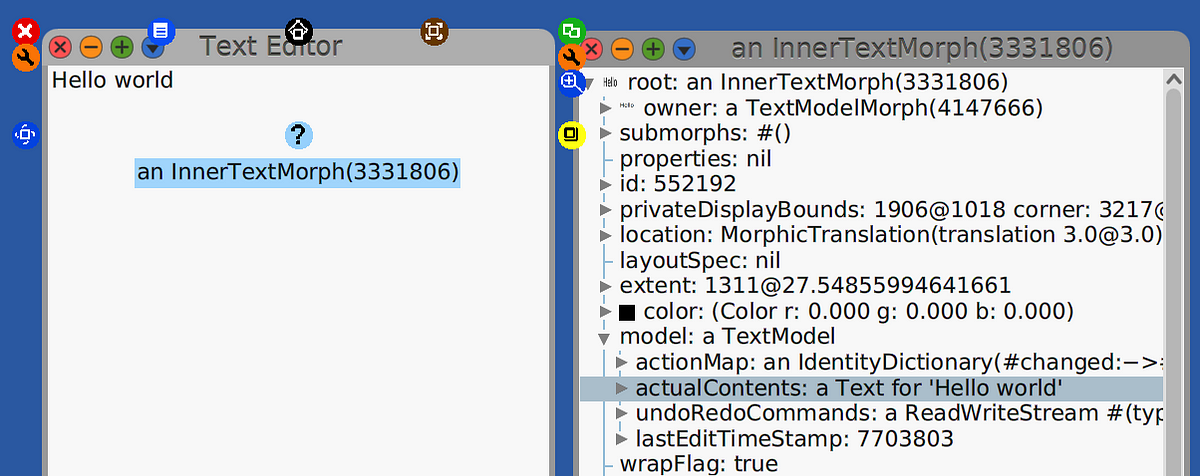 Text Editor
Hello world
?
an InnerTextMorph(3331806)
an InnerTextMorph(3331806)
Hello root: an InnerTextMorph(3331806)
Hello owner: a TextModelMorph(4147666)
submorphs: #()
properties: nil
id: 552192
privateDisplayBounds: 1906@1018 corner: 3217@
location: MorphicTranslation(translation 3.0@3.0)
layoutSpec: nil
extent: 1311@27.54855994641661
color: (Color r: 0.000 g: 0.000 b: 0.000)
model: a TextModel
actionMap: an IdentityDictionary(#changed:->
actualContents: a Text for 'Hello world'
undoRedoCommands: a ReadWriteStream #(typ
lastEditTimeStamp: 7703803
wrapFlag: true